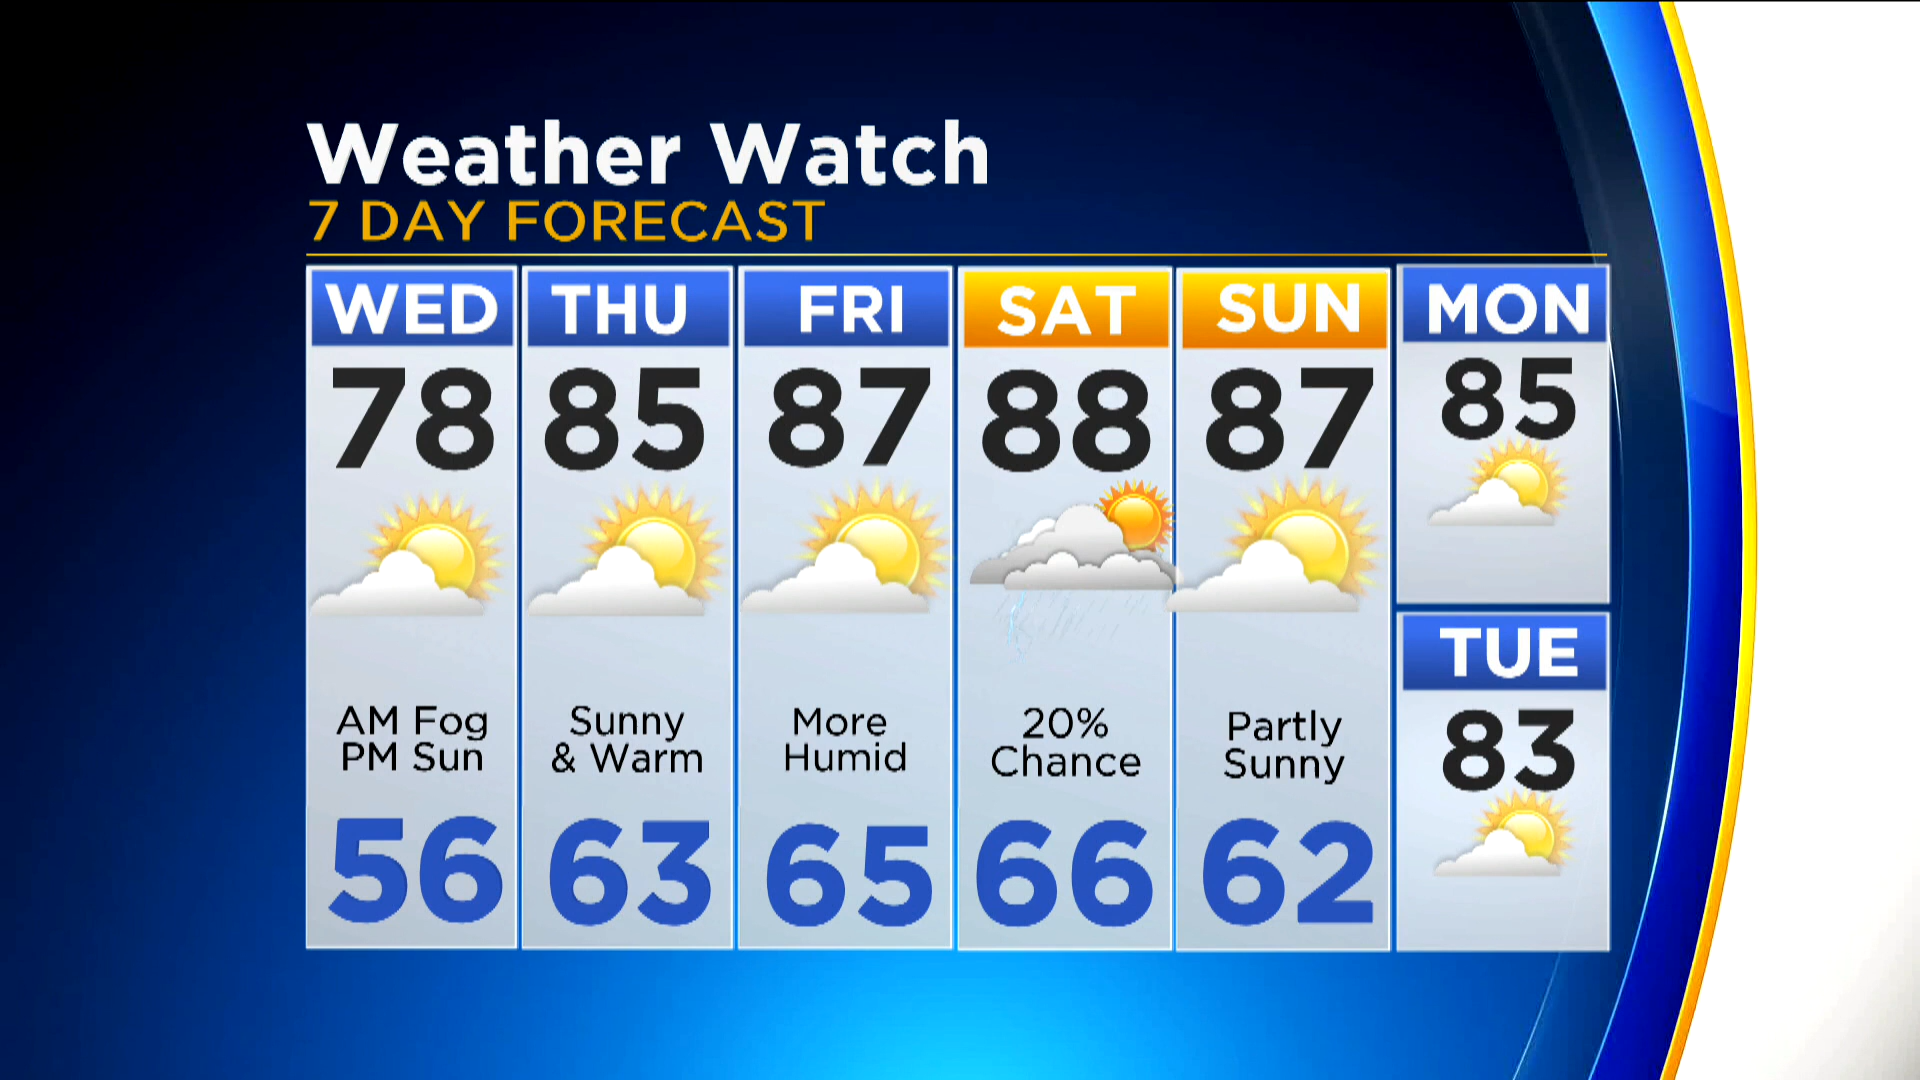 Weather Watch
7 DAY FORECAST
WED
78
AM Fog
PM Sun
56
THU
85
Sunny
& Warm
63
FRI
87
More
Humid
65
SAT
88
20%
Chance
66
SUN
87
Partly
Sunny
62
MON
85
TUE
83